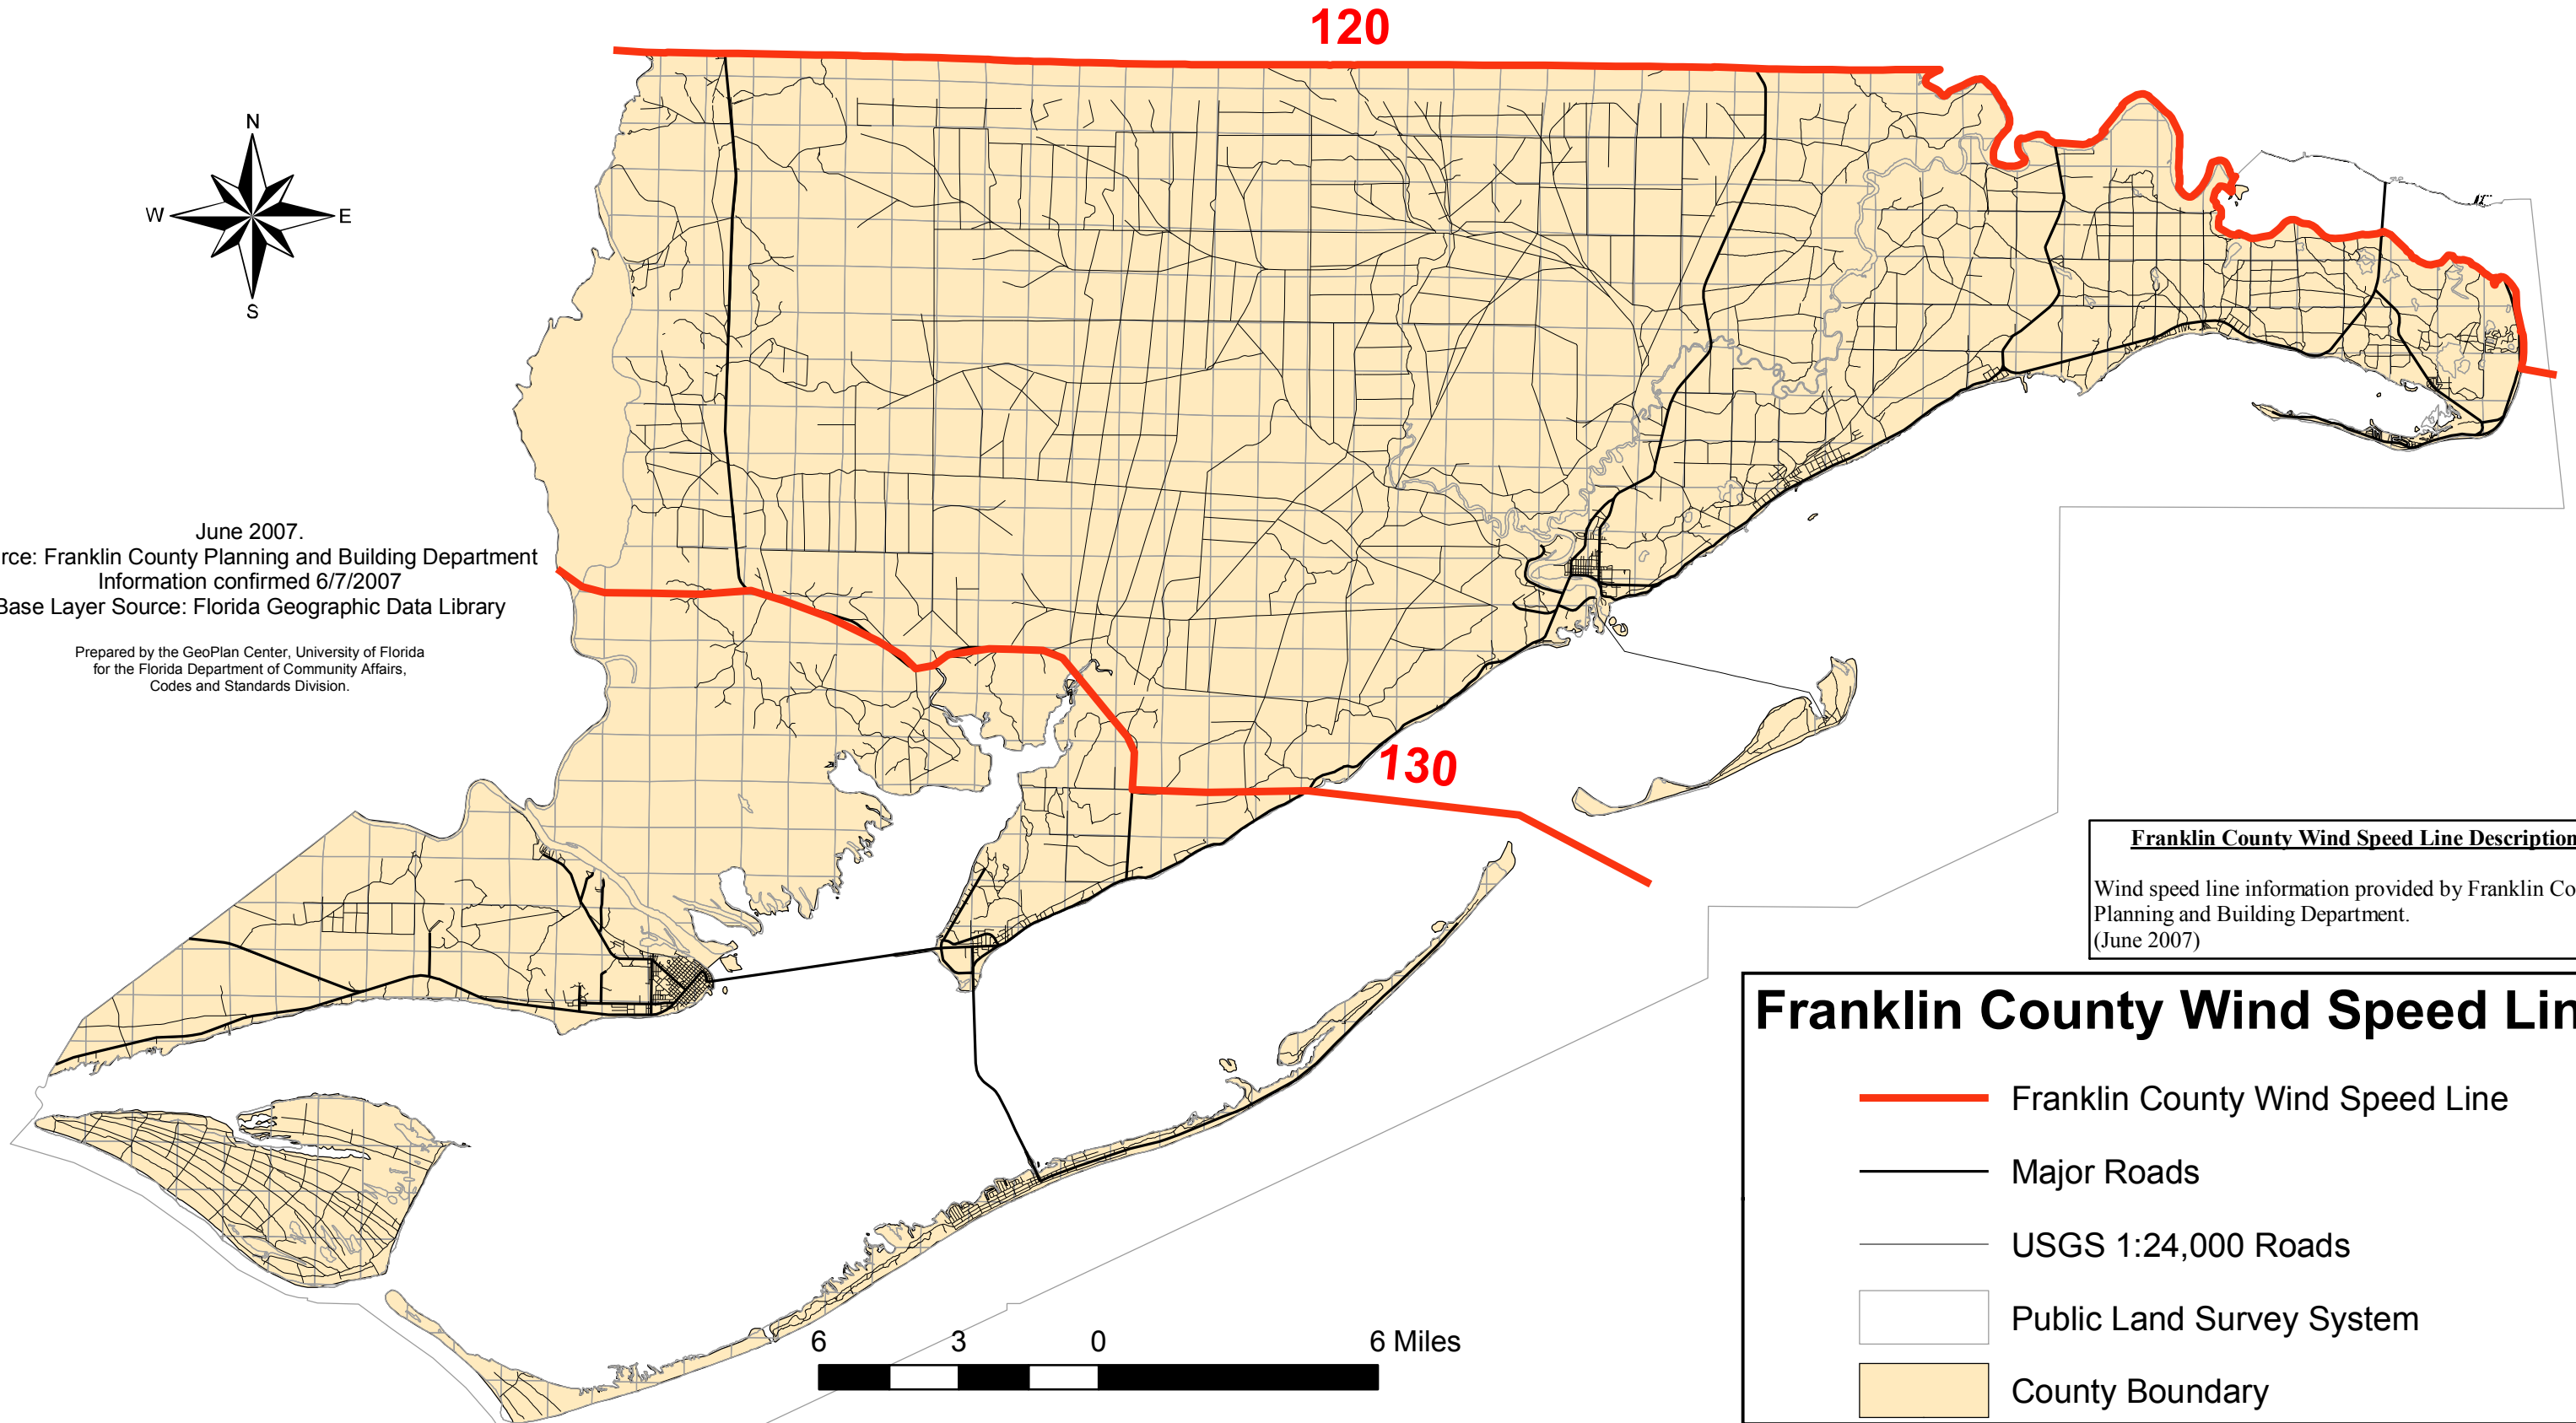 120
N
W E
S
June 2007.
rce: Franklin County Planning and Building Department
Information confirmed 6/7/2007
Base Layer Source: Florida Geographic Data Library
Prepared by the GeoPlan Center, University of Florida
for the Florida Department of Community Affairs,
Codes and Standards Division.
130
Franklin County Wind Speed Line Description
Wind speed line information provided by Franklin Co
Planning and Building Department.
(June 2007)
Franklin County Wind Speed Lin
Franklin County Wind Speed Line
Major Roads
USGS 1:24,000 Roads
Public Land Survey System
County Boundary
6 3 0 6 Miles